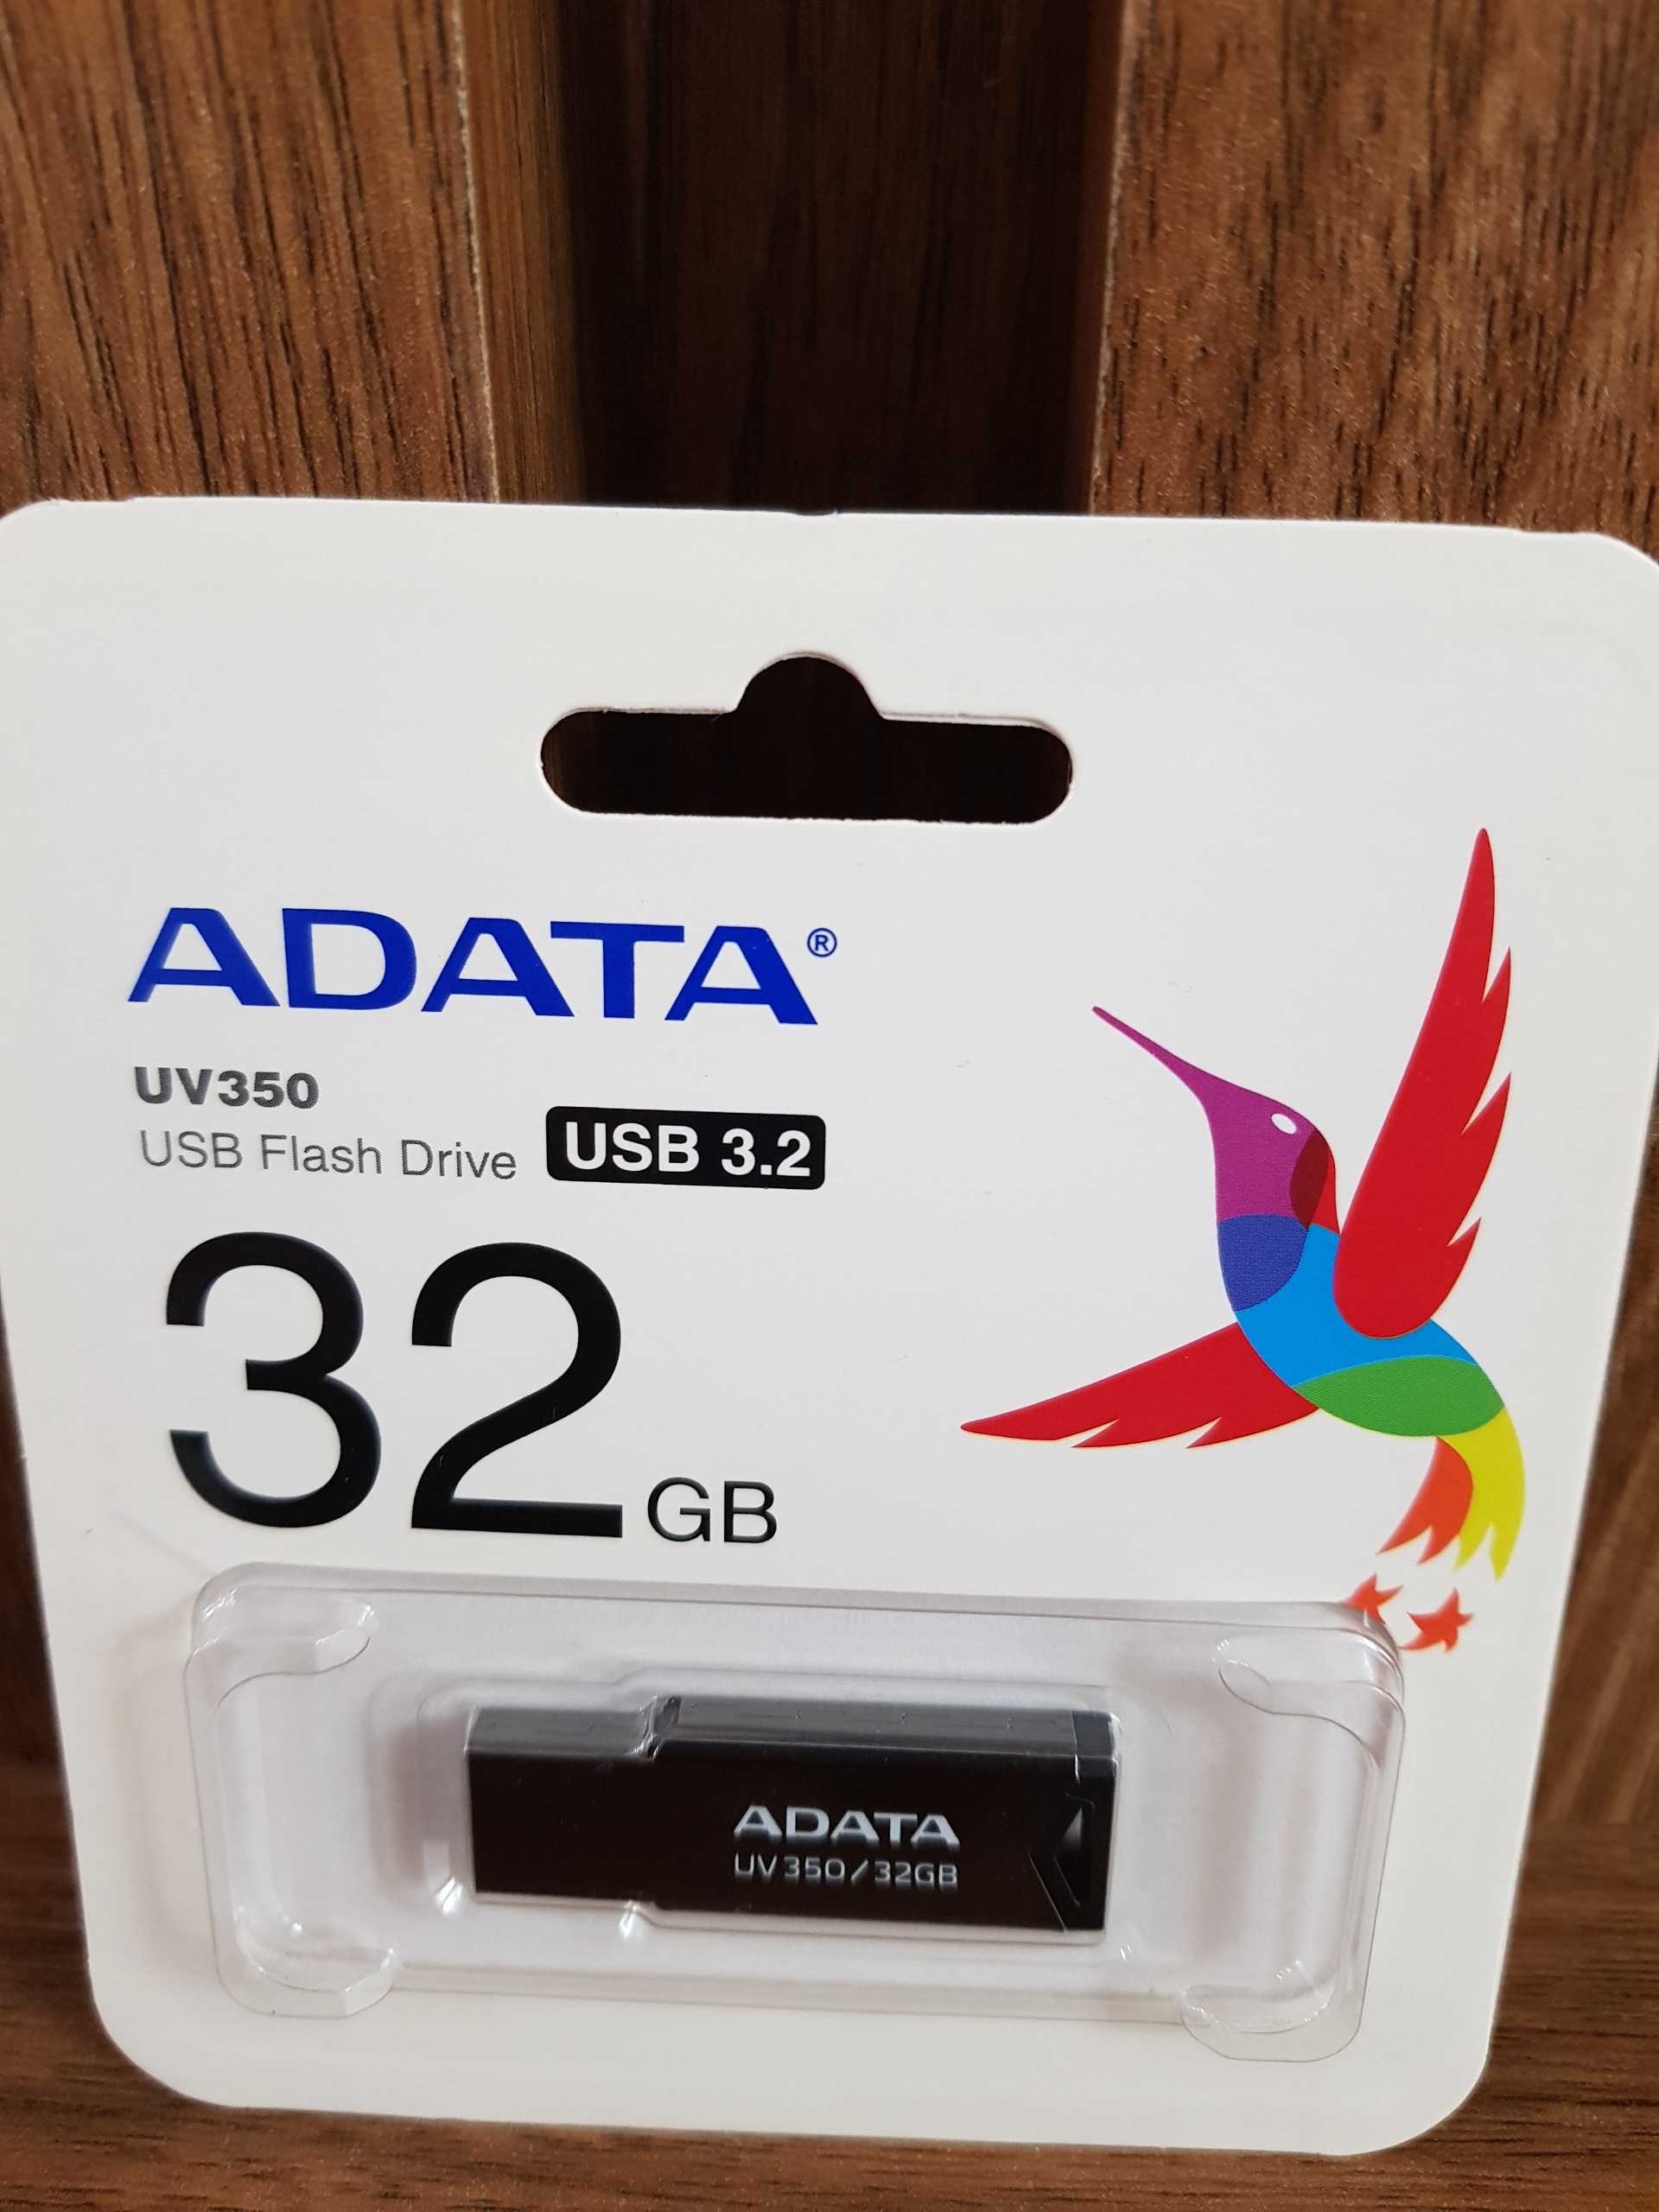 ADATA®
UV350
USB Flash Drive USB 3.2
32 GB
ADATA
UV350/32GB